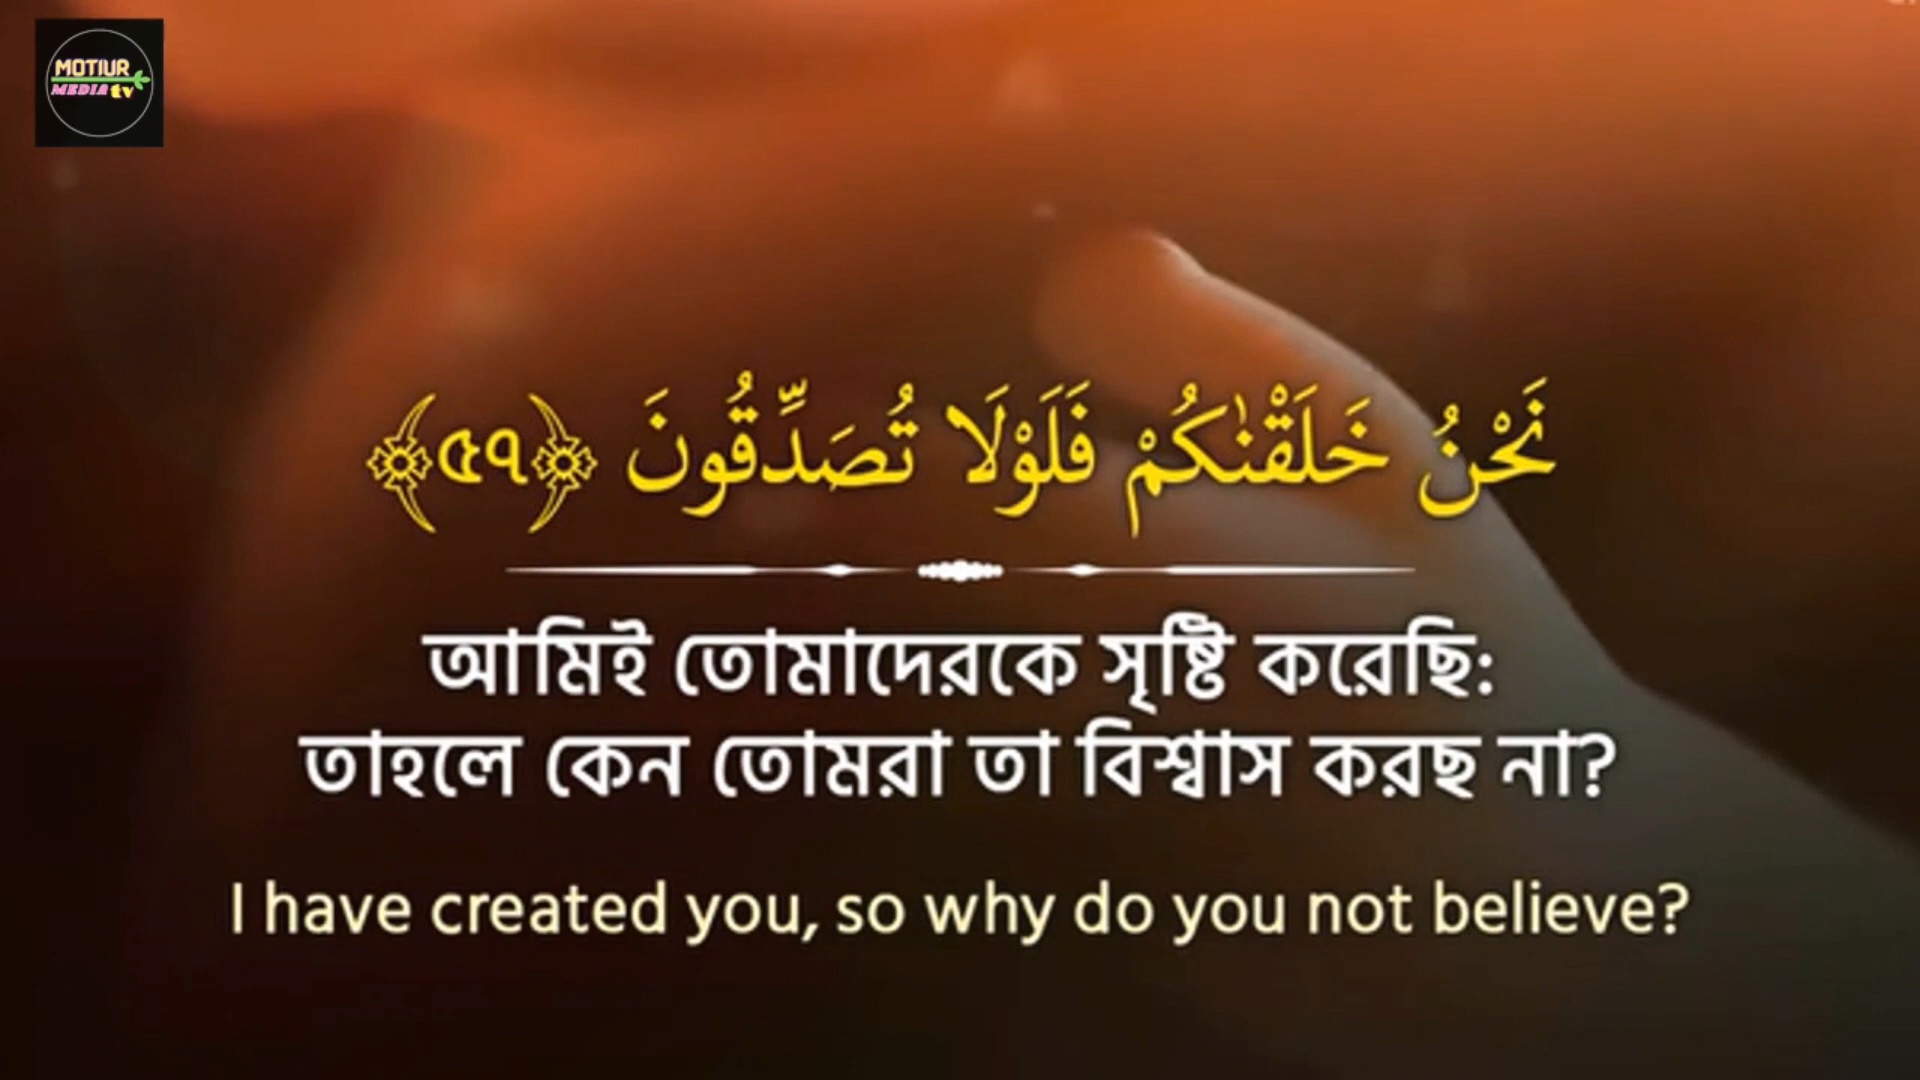 MOTIUR
MEDIA tv
نَحْنُ خَلَقْنٰكُمْ فَلَوْلَا تُصَدِّقُونَ ﴿٥٧﴾
আমিই তোমাদেরকে সৃষ্টি করেছি:
তাহলে কেন তোমরা তা বিশ্বাস করছ না?
I have created you, so why do you not believe?